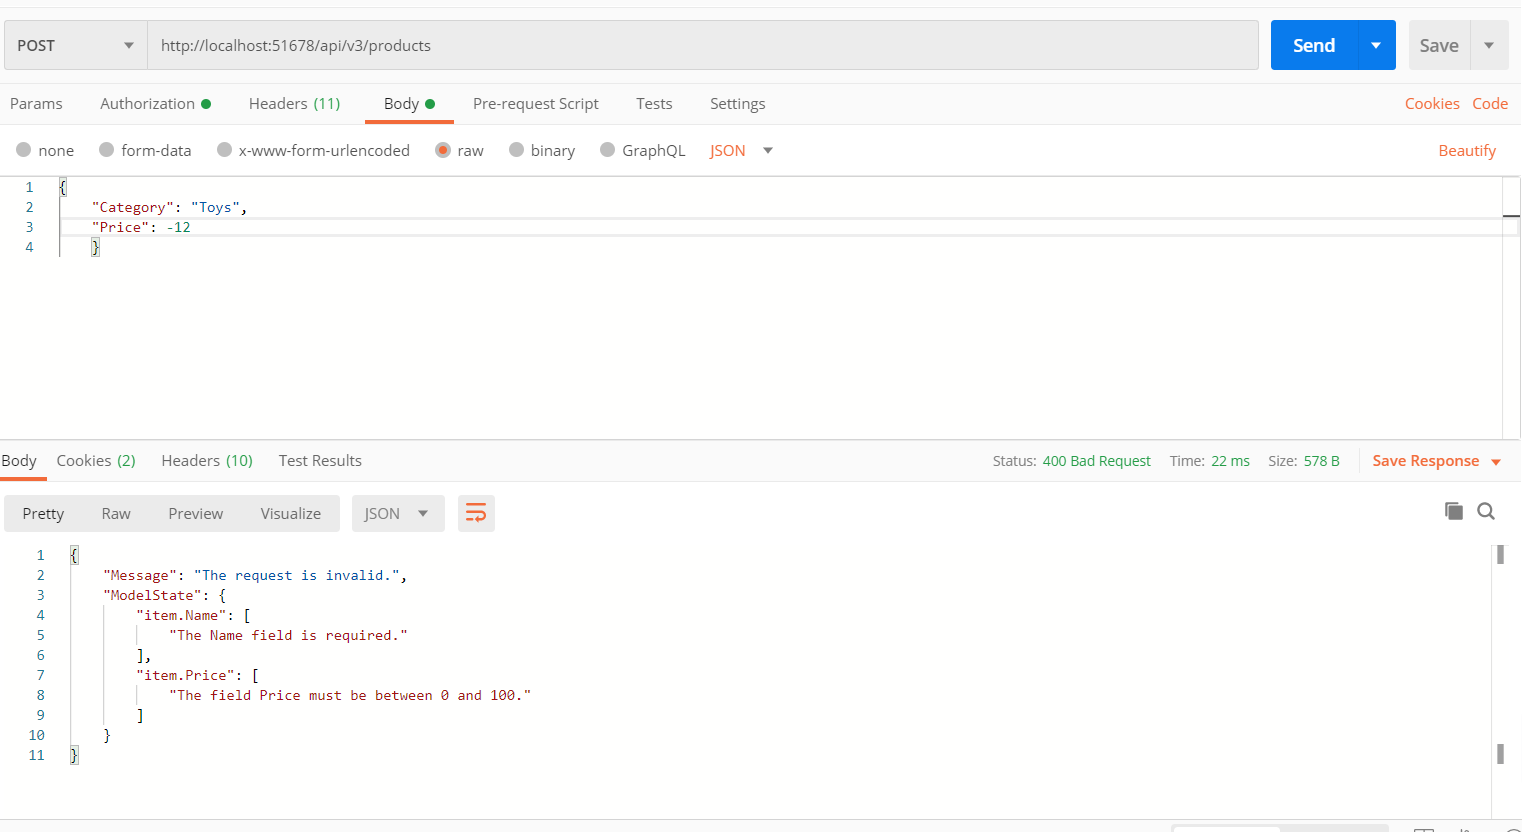 POST http://localhost:51678/api/v3/products Send Save
Params Authorization Headers (11) Body Pre-request Script Tests Settings Cookies Code
none form-data x-www-form-urlencoded raw binary GraphQL JSON Beautify
1 {
2 "Category": "Toys",
3 "Price": -12
4 }
Body Cookies (2) Headers (10) Test Results Status: 400 Bad Request Time: 22 ms Size: 578 B Save Response
Pretty Raw Preview Visualize JSON
1 {
2 "Message": "The request is invalid.",
3 "ModelState": {
4 "item.Name": [
5 "The Name field is required."
6 ],
7 "item.Price": [
8 "The field Price must be between 0 and 100."
9 ]
10 }
11 }